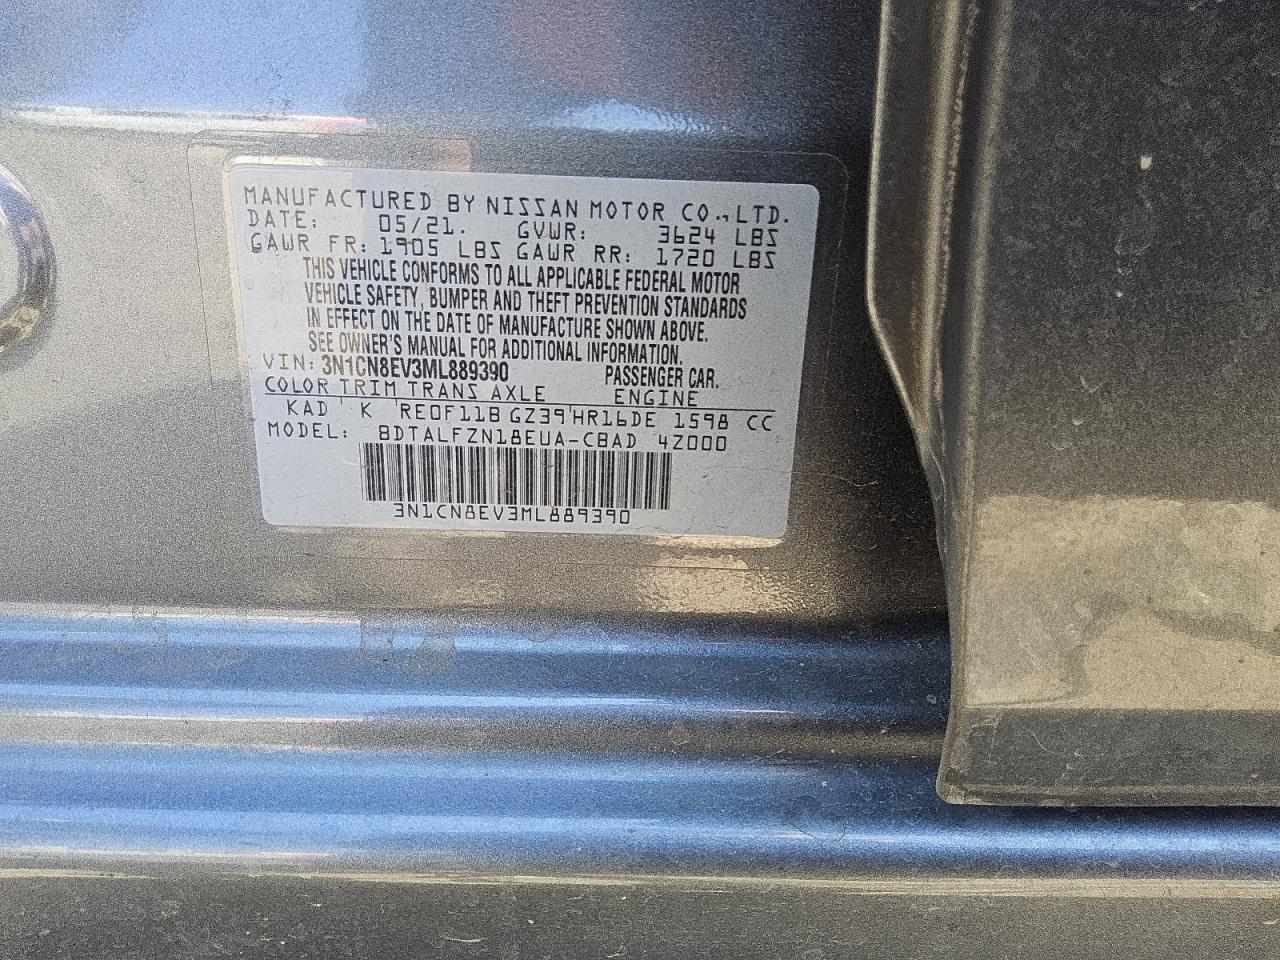 MANUFACTURED BY NISSAN MOTOR CO., LTD.
DATE: 05/21. GVWR: 3624 LBS
GAWR FR: 1905 LBS GAWR RR: 1720 LBS
THIS VEHICLE CONFORMS TO ALL APPLICABLE FEDERAL MOTOR
VEHICLE SAFETY, BUMPER AND THEFT PREVENTION STANDARDS
IN EFFECT ON THE DATE OF MANUFACTURE SHOWN ABOVE.
SEE OWNER'S MANUAL FOR ADDITIONAL INFORMATION.
VIN: 3N1CN8EV3ML889390 PASSENGER CAR.
COLOR TRIM TRANS AXLE ENGINE
KAD K RE0F11B GZ39 HR16DE 1598 CC
MODEL: BDTALFZN18EUA-CBAD 4Z000
3N1CN8EV3ML889390